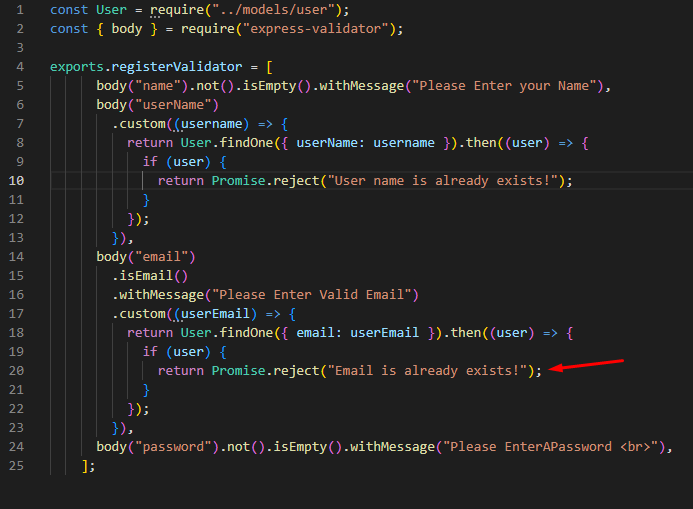 1 const User = require("../models/user");
2 const { body } = require("express-validator");
3
4 exports.registerValidator = [
5 body("name").not().isEmpty().withMessage("Please Enter your Name"),
6 body("userName")
7 .custom((username) => {
8 return User.findOne({ userName: username }).then((user) => {
9 if (user) {
10 return Promise.reject("User name is already exists!");
11 }
12 });
13 }),
14 body("email")
15 .isEmail()
16 .withMessage("Please Enter Valid Email")
17 .custom((userEmail) => {
18 return User.findOne({ email: userEmail }).then((user) => {
19 if (user) {
20 return Promise.reject("Email is already exists!");
21 }
22 });
23 }),
24 body("password").not().isEmpty().withMessage("Please EnterAPassword <br>"),
25 ];